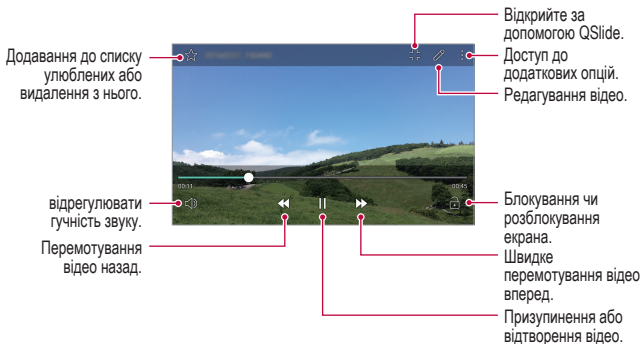 Відкрийте за
допомогою QSlide.
Додавання до списку
улюблених або
видалення з нього.
Доступ до
додаткових опцій.
Редагування відео.
00:11
00:45
відрегулювати
гучність звуку.
Блокування чи
розблокування
екрана.
Перемотування
відео назад.
Швидке
перемотування відео
вперед.
Призупинення або
відтворення відео.